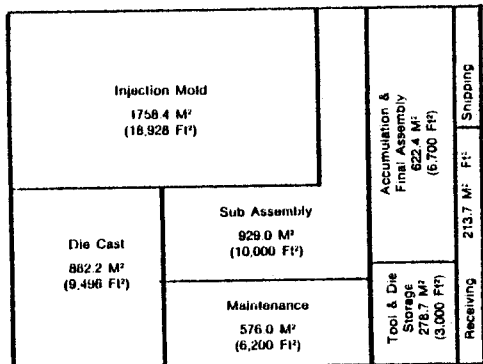 Injection Mold
1758.4 M²
(18,928 Ft²)
Sub Assembly
929.0 M²
(10,000 Ft²)
Die Cast
882.2 M²
(9,496 Ft²)
Maintenance
576.0 M²
(6,200 Ft²)
Accumulation &
Final Assembly
622.4 M²
(6,700 Ft²)
Tool & Die
Storage
278.7 M²
(3,000 Ft²)
Receiving 213.7 M² Ft² Shipping